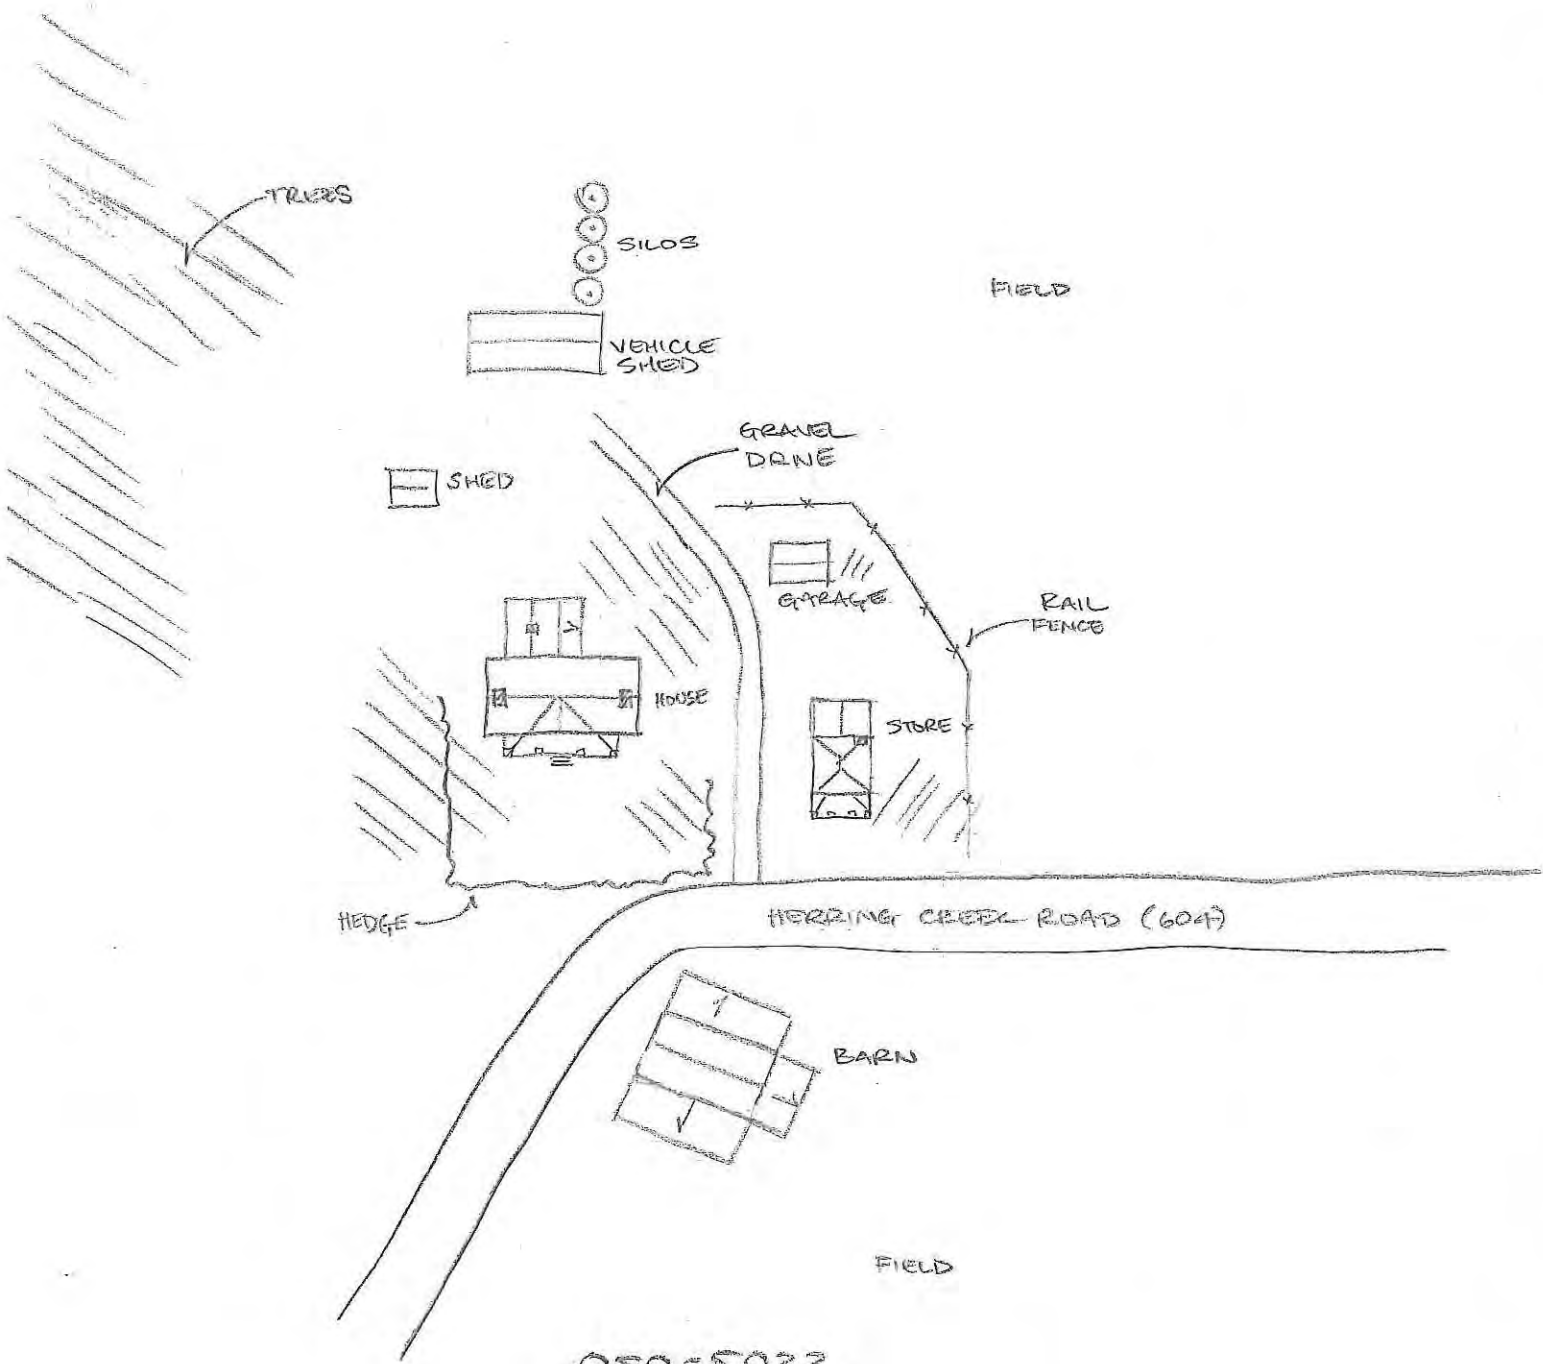 TREES
SILOS
FIELD
VEHICLE
SHED
GRAVEL
DRIVE
SHED
GARAGE
RAIL
FENCE
HOUSE
STORE
HEDGE
HERRING CREEK ROAD (604)
BARN
FIELD